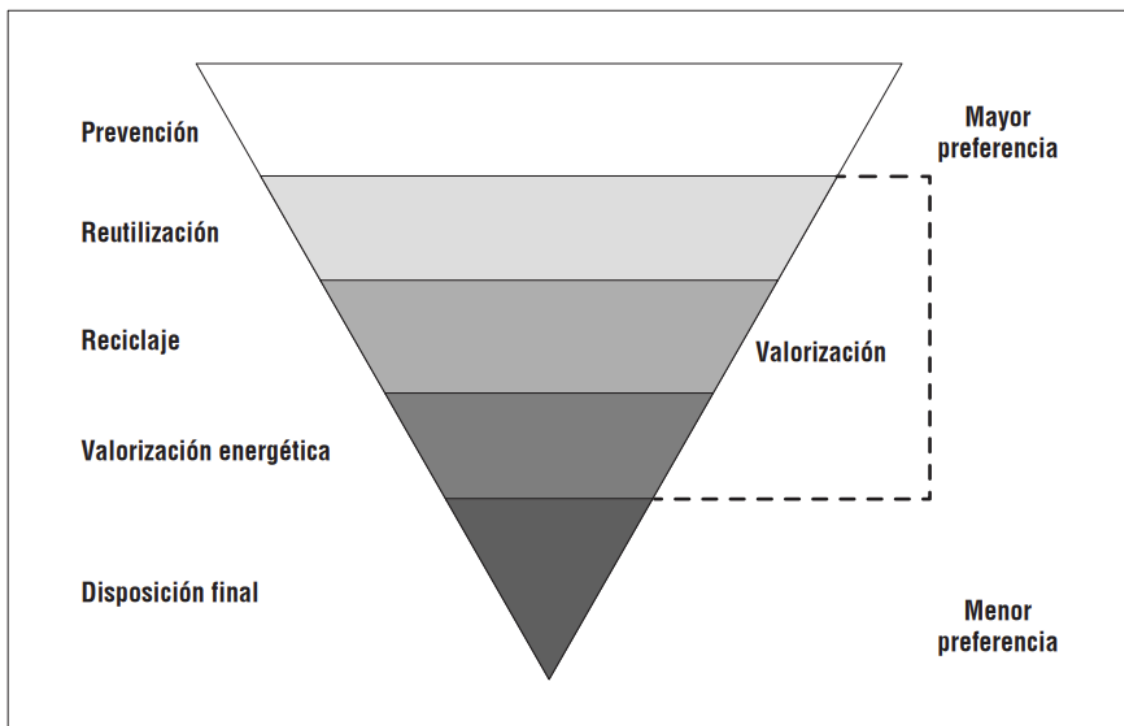 Prevención
Mayor
preferencia
Reutilización
Reciclaje
Valorización
Valorización energética
Disposición final
Menor
preferencia